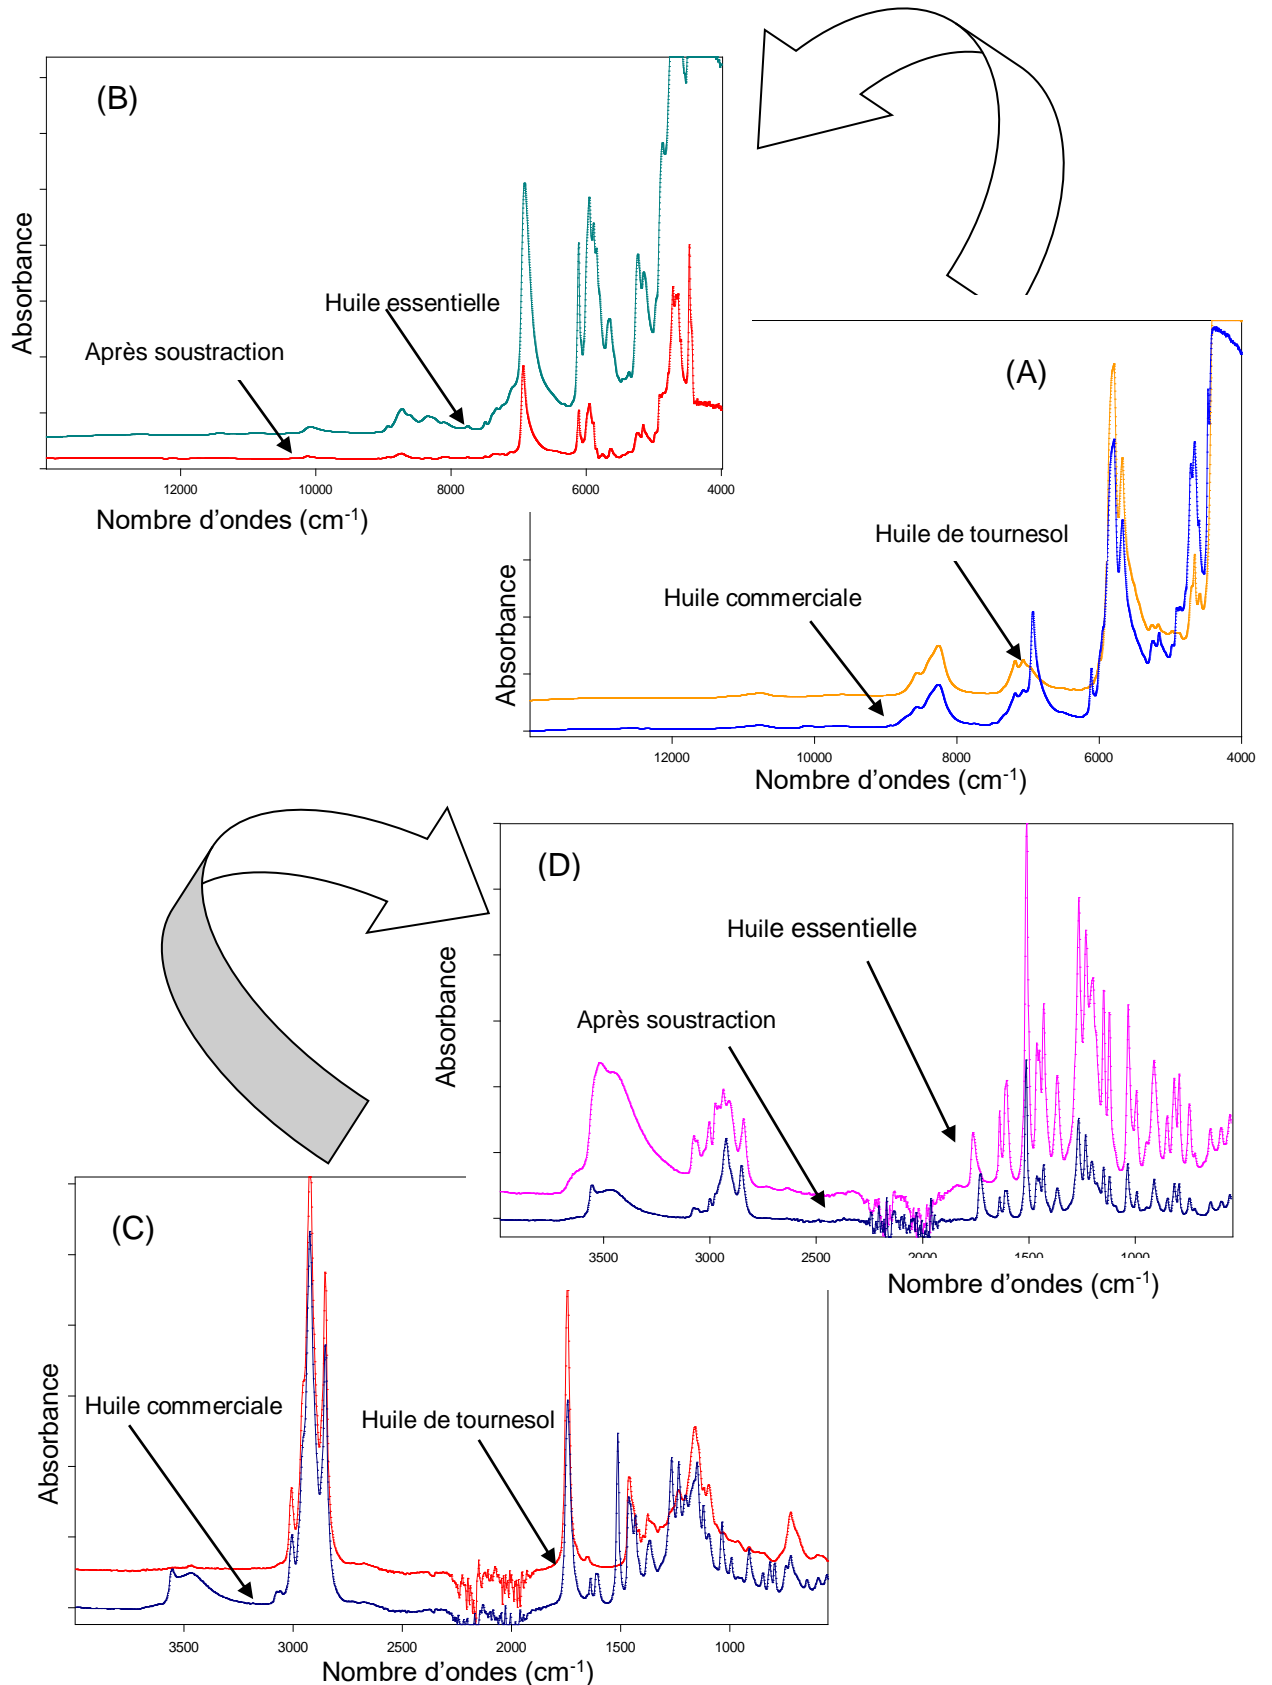 (B)
Absorbance
Huile essentielle
Après soustraction
12000 10000 8000 6000 4000
Nombre d'ondes (cm-1)
(A)
Absorbance
Huile de tournesol
Huile commerciale
12000 10000 8000 6000 4000
Nombre d'ondes (cm-1)
(D)
Absorbance
Huile essentielle
Après soustraction
3500 3000 2500 2000 1500 1000
Nombre d'ondes (cm-1)
(C)
Absorbance
Huile commerciale
Huile de tournesol
3500 3000 2500 2000 1500 1000
Nombre d'ondes (cm-1)